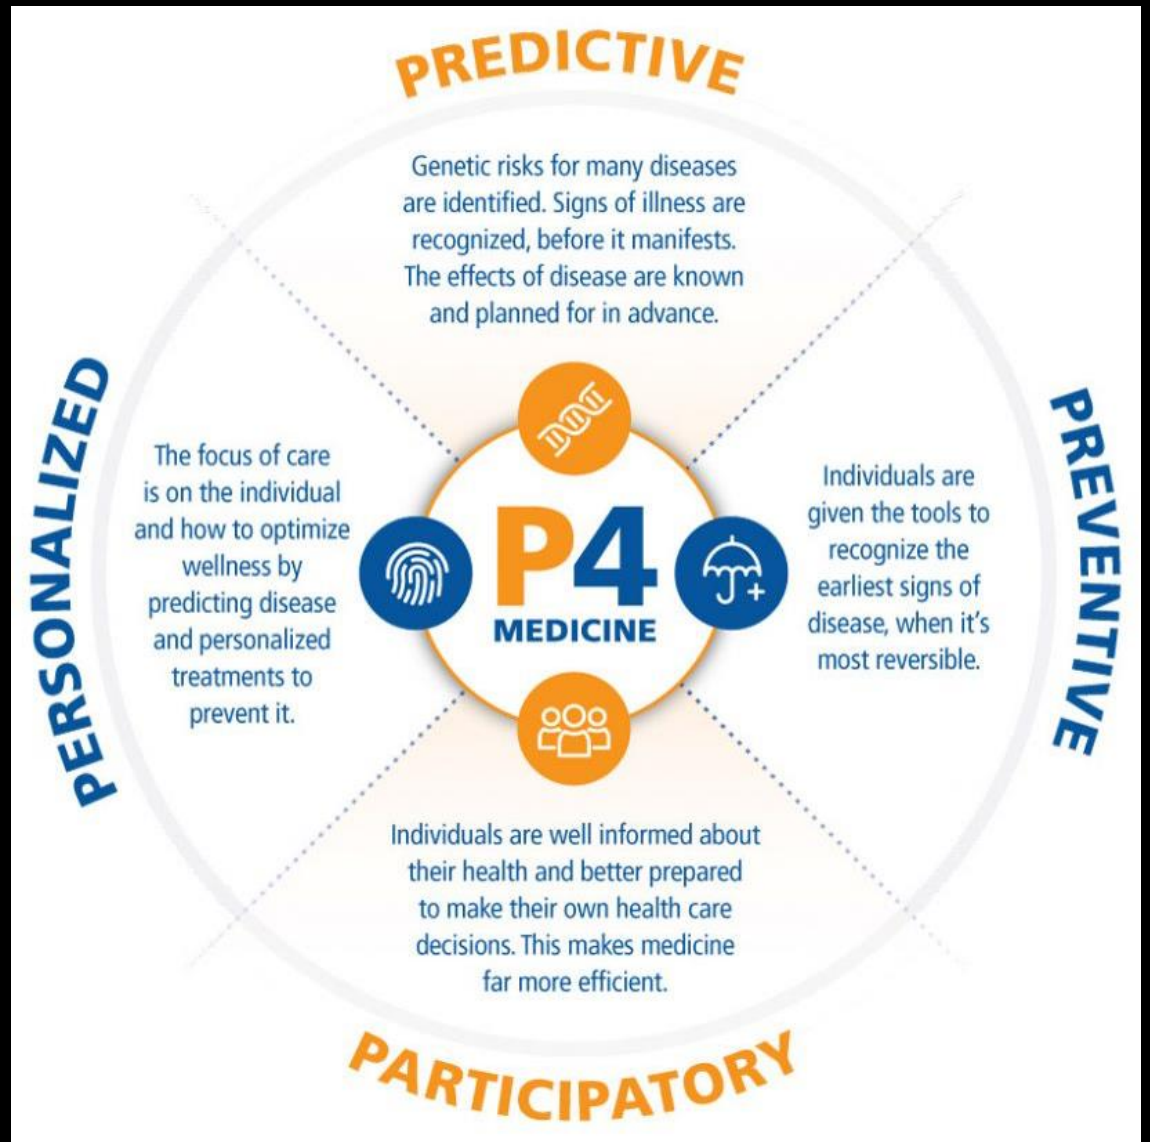 PREDICTIVE
Genetic risks for many diseases
are identified. Signs of illness are
recognized, before it manifests.
The effects of disease are known
and planned for in advance.
PERSONALIZED
The focus of care
is on the individual
and how to optimize
wellness by
predicting disease
and personalized
treatments to
prevent it.
P4
MEDICINE
PREVENTIVE
Individuals are
given the tools to
recognize the
earliest signs of
disease, when it's
most reversible.
Individuals are well informed about
their health and better prepared
to make their own health care
decisions. This makes medicine
far more efficient.
PARTICIPATORY